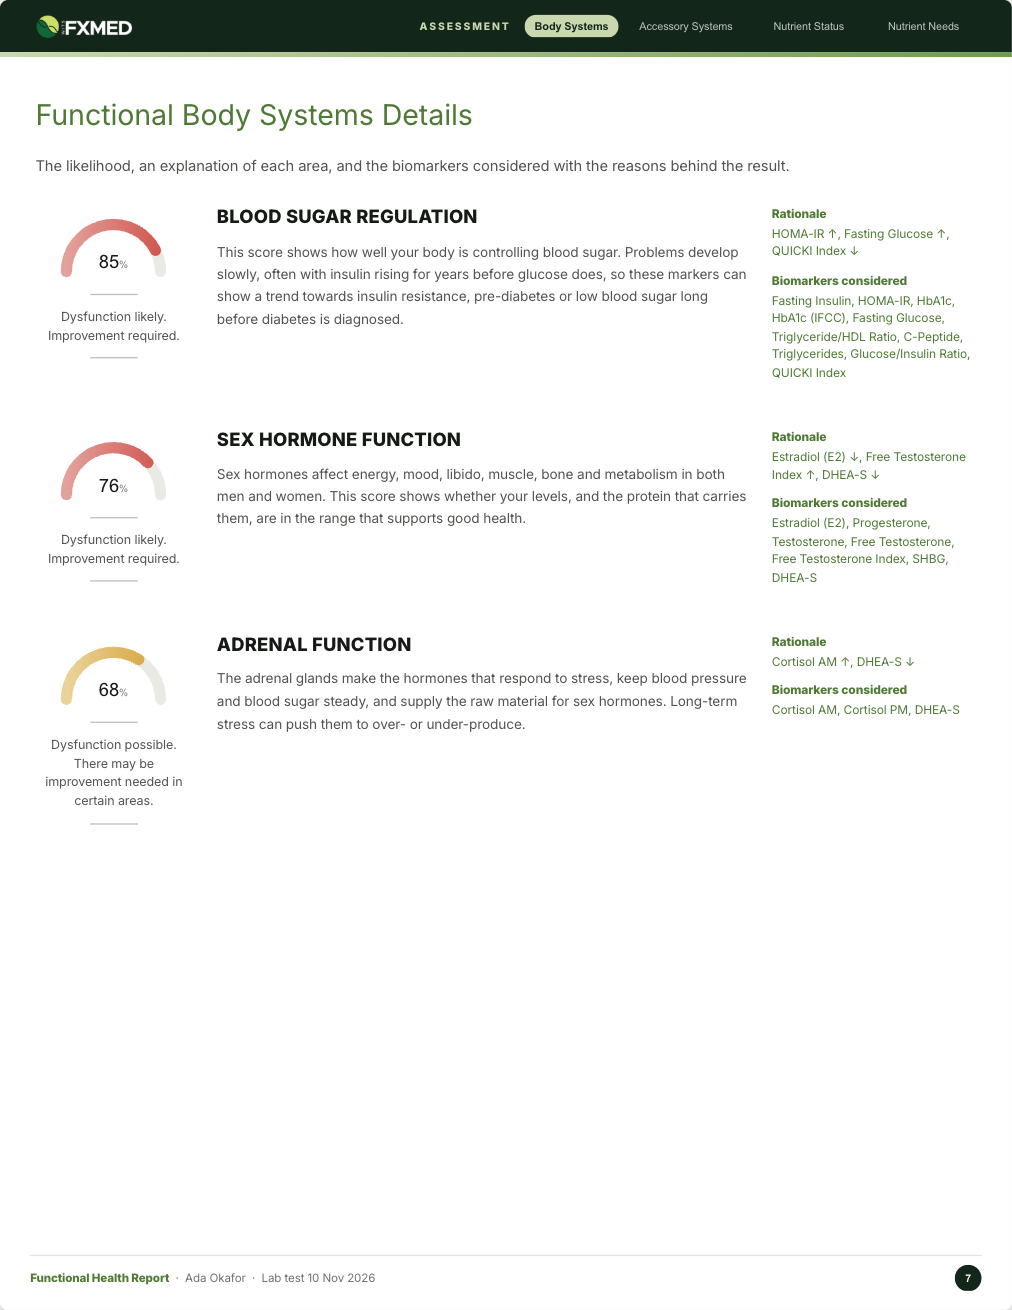 FXMED
ASSESSMENT
Body Systems
Accessory Systems
Nutrient Status
Nutrient Needs
Functional Body Systems Details
The likelihood, an explanation of each area, and the biomarkers considered with the reasons behind the result.
85%
Dysfunction likely.
Improvement required.
BLOOD SUGAR REGULATION
This score shows how well your body is controlling blood sugar. Problems develop
slowly, often with insulin rising for years before glucose does, so these markers can
show a trend towards insulin resistance, pre-diabetes or low blood sugar long
before diabetes is diagnosed.
Rationale
HOMA-IR ↑, Fasting Glucose ↑,
QUICKI Index ↓
Biomarkers considered
Fasting Insulin, HOMA-IR, HbA1c,
HbA1c (IFCC), Fasting Glucose,
Triglyceride/HDL Ratio, C-Peptide,
Triglycerides, Glucose/Insulin Ratio,
QUICKI Index
76%
Dysfunction likely.
Improvement required.
SEX HORMONE FUNCTION
Sex hormones affect energy, mood, libido, muscle, bone and metabolism in both
men and women. This score shows whether your levels, and the protein that carries
them, are in the range that supports good health.
Rationale
Estradiol (E2) ↓, Free Testosterone
Index ↑, DHEA-S ↓
Biomarkers considered
Estradiol (E2), Progesterone,
Testosterone, Free Testosterone,
Free Testosterone Index, SHBG,
DHEA-S
68%
Dysfunction possible.
There may be
improvement needed in
certain areas.
ADRENAL FUNCTION
The adrenal glands make the hormones that respond to stress, keep blood pressure
and blood sugar steady, and supply the raw material for sex hormones. Long-term
stress can push them to over- or under-produce.
Rationale
Cortisol AM ↑, DHEA-S ↓
Biomarkers considered
Cortisol AM, Cortisol PM, DHEA-S
Functional Health Report · Ada Okafor · Lab test 10 Nov 2026
7